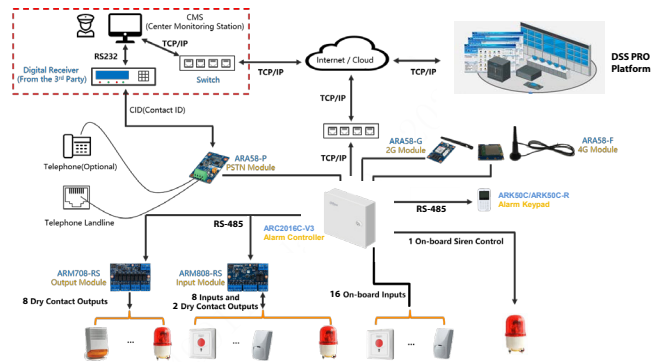 CMS
(Center Monitoring Station)
RS232
TCP/IP
Digital Receiver
(From the 3rd Party)
Switch
TCP/IP
Internet / Cloud
TCP/IP
DSS PRO
Platform
CID(Contact ID)
TCP/IP
TCP/IP
Telephone(Optional)
ARA58-P
PSTN Module
ARA58-G
2G Module
ARA58-F
4G Module
Telephone Landline
RS-485
ARC2016C-V3
Alarm Controller
RS-485
ARK50C/ARK50C-R
Alarm Keypad
1 On-board Siren Control
ARM708-RS
Output Module
ARM808-RS
Input Module
8 Dry Contact Outputs
8 Inputs and
2 Dry Contact Outputs
16 On-board Inputs
...
...
...